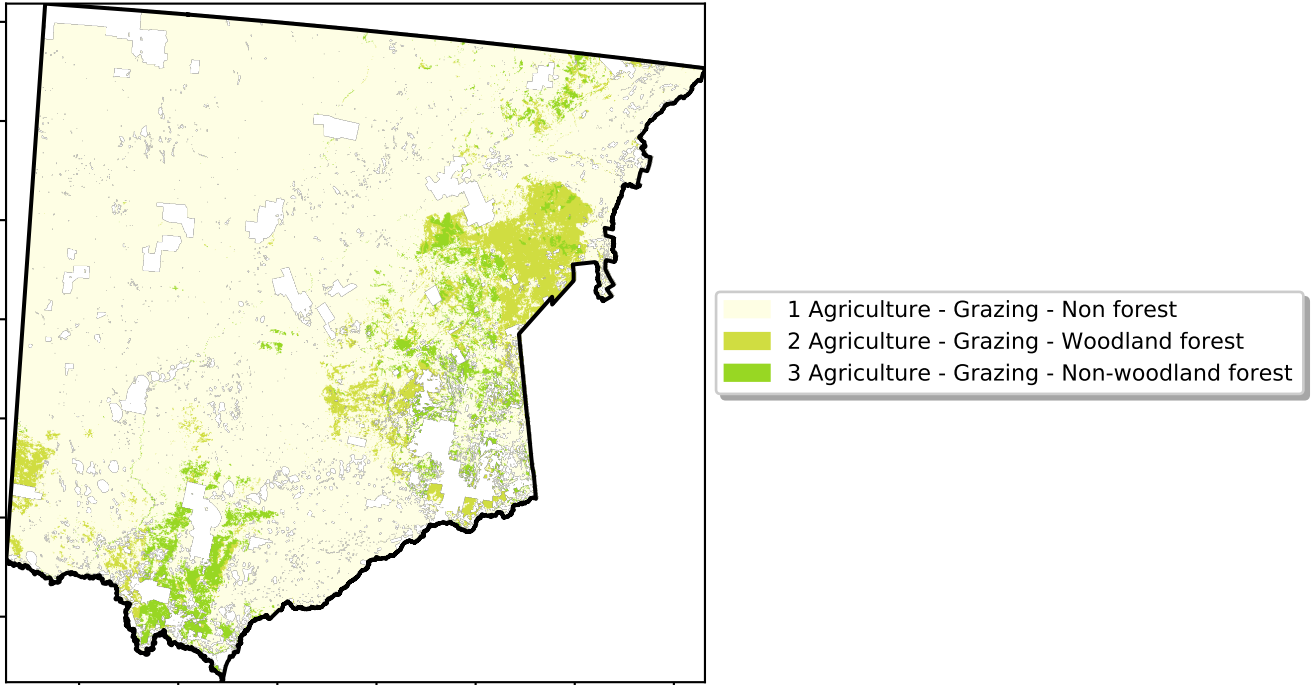 1 Agriculture - Grazing - Non forest
2 Agriculture - Grazing - Woodland forest
3 Agriculture - Grazing - Non-woodland forest